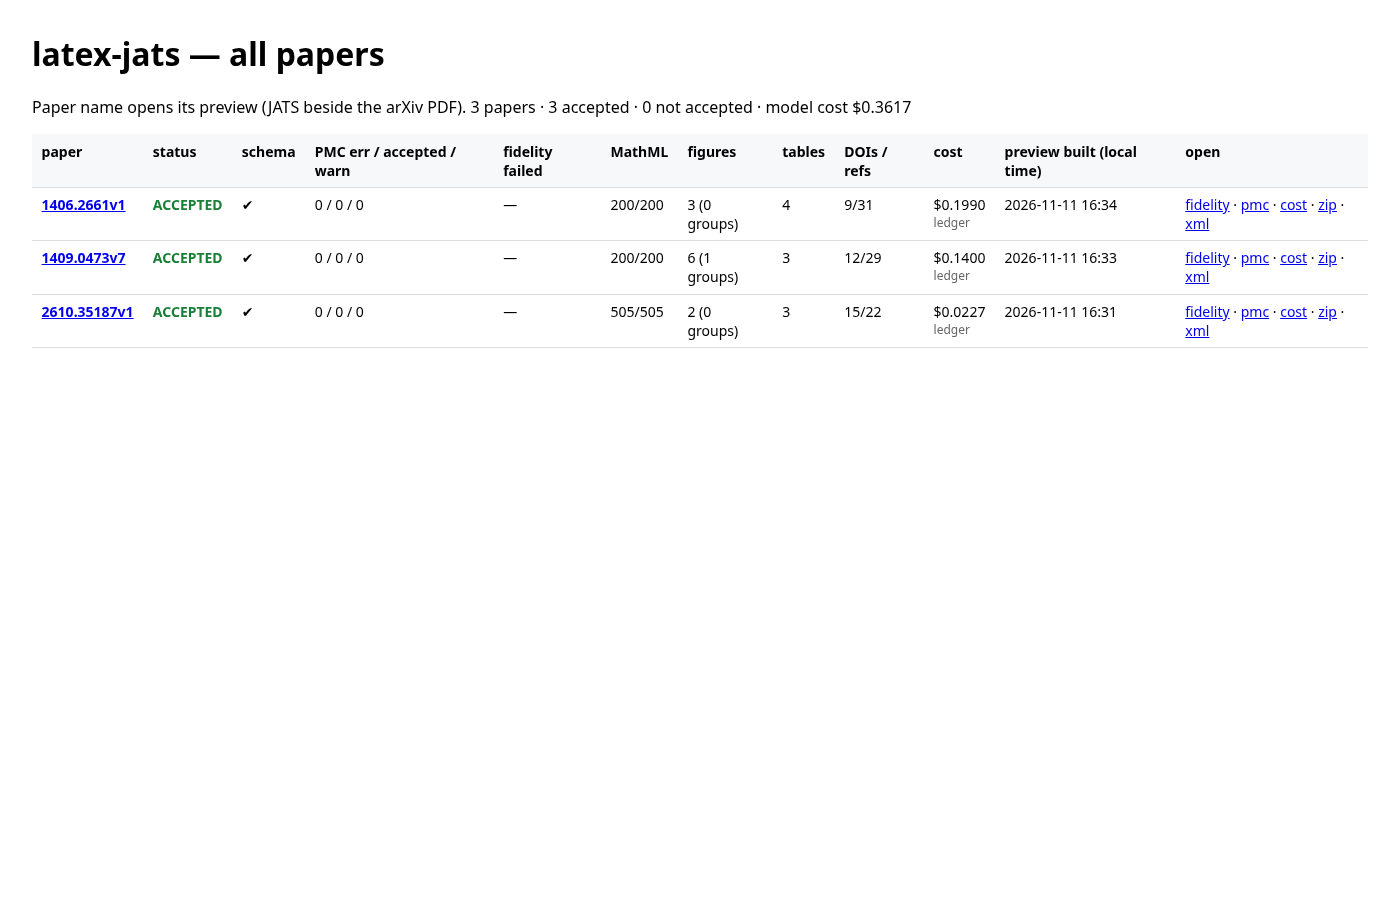 latex-jats — all papers
Paper name opens its preview (JATS beside the arXiv PDF). 3 papers · 3 accepted · 0 not accepted · model cost $0.3617
paper status schema PMC err / accepted / warn fidelity failed MathML figures tables DOIs / refs cost preview built (local time) open
1406.2661v1 ACCEPTED ✔ 0 / 0 / 0 — 200/200 3 (0 groups) 4 9/31 $0.1990 ledger 2026-11-11 16:34 fidelity · pmc · cost · zip · xml
1409.0473v7 ACCEPTED ✔ 0 / 0 / 0 — 200/200 6 (1 groups) 3 12/29 $0.1400 ledger 2026-11-11 16:33 fidelity · pmc · cost · zip · xml
2610.35187v1 ACCEPTED ✔ 0 / 0 / 0 — 505/505 2 (0 groups) 3 15/22 $0.0227 ledger 2026-11-11 16:31 fidelity · pmc · cost · zip · xml